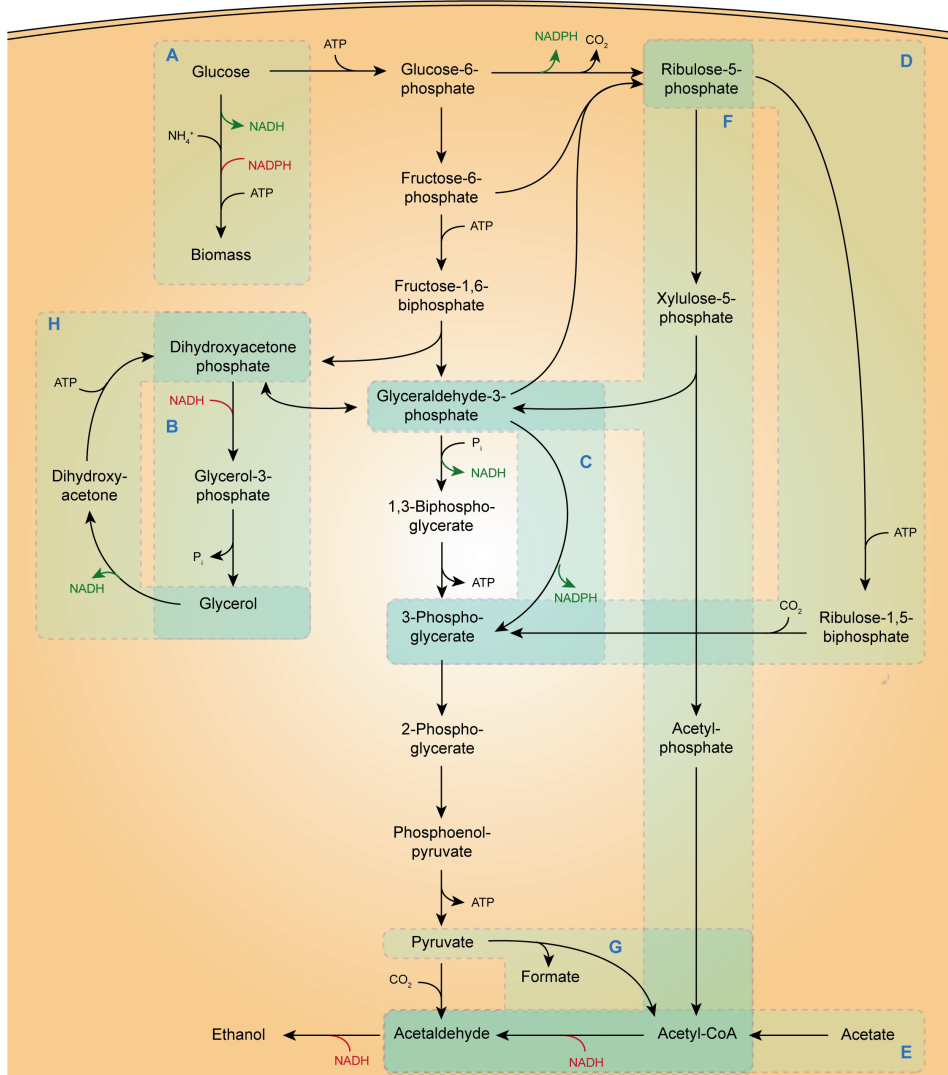 A
Glucose
NADH
NH4+
NADPH
ATP
Biomass
ATP
Glucose-6-
phosphate
NADPH
CO2
Ribulose-5-
phosphate
D
F
Fructose-6-
phosphate
ATP
Fructose-1,6-
biphosphate
Xylulose-5-
phosphate
H
Dihydroxyacetone
phosphate
ATP
NADH
B
Glyceraldehyde-3-
phosphate
Pi
NADH
C
Dihydroxy-
acetone
Glycerol-3-
phosphate
1,3-Biphospho-
glycerate
Pi
NADH
ATP
NADPH
ATP
Glycerol
3-Phospho-
glycerate
CO2
Ribulose-1,5-
biphosphate
2-Phospho-
glycerate
Acetyl-
phosphate
Phosphoenol-
pyruvate
ATP
Pyruvate
G
Formate
CO2
Ethanol
NADH
Acetaldehyde
NADH
Acetyl-CoA
Acetate
E